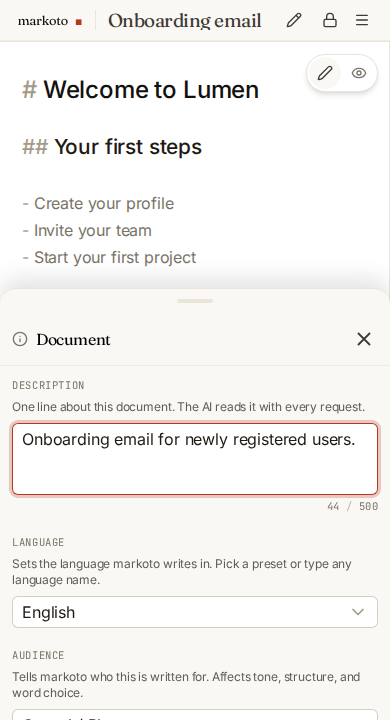 markoto
Onboarding email
# Welcome to Lumen
## Your first steps
- Create your profile
- Invite your team
- Start your first project
Document
DESCRIPTION
One line about this document. The AI reads it with every request.
Onboarding email for newly registered users.
44 / 500
LANGUAGE
Sets the language markoto writes in. Pick a preset or type any
language name.
English
AUDIENCE
Tells markoto who this is written for. Affects tone, structure, and
word choice.